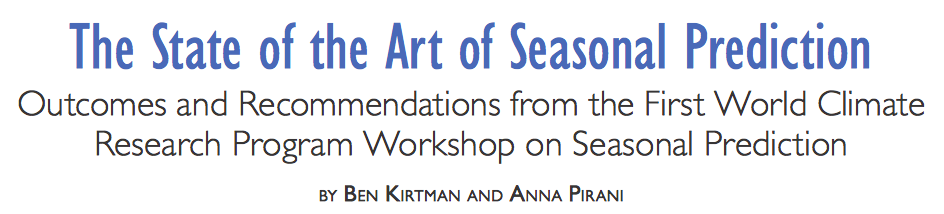 The State of the Art of Seasonal Prediction
Outcomes and Recommendations from the First World Climate
Research Program Workshop on Seasonal Prediction
BY BEN KIRTMAN AND ANNA PIRANI